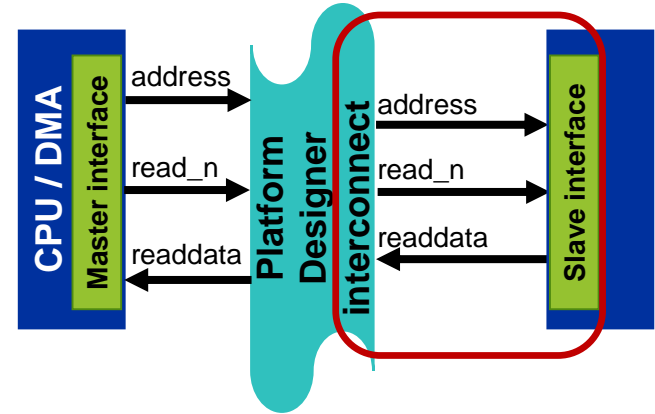 CPU / DMA
Master interface
address
read_n
readdata
Platform
Designer
interconnect
address
read_n
readdata
Slave interface